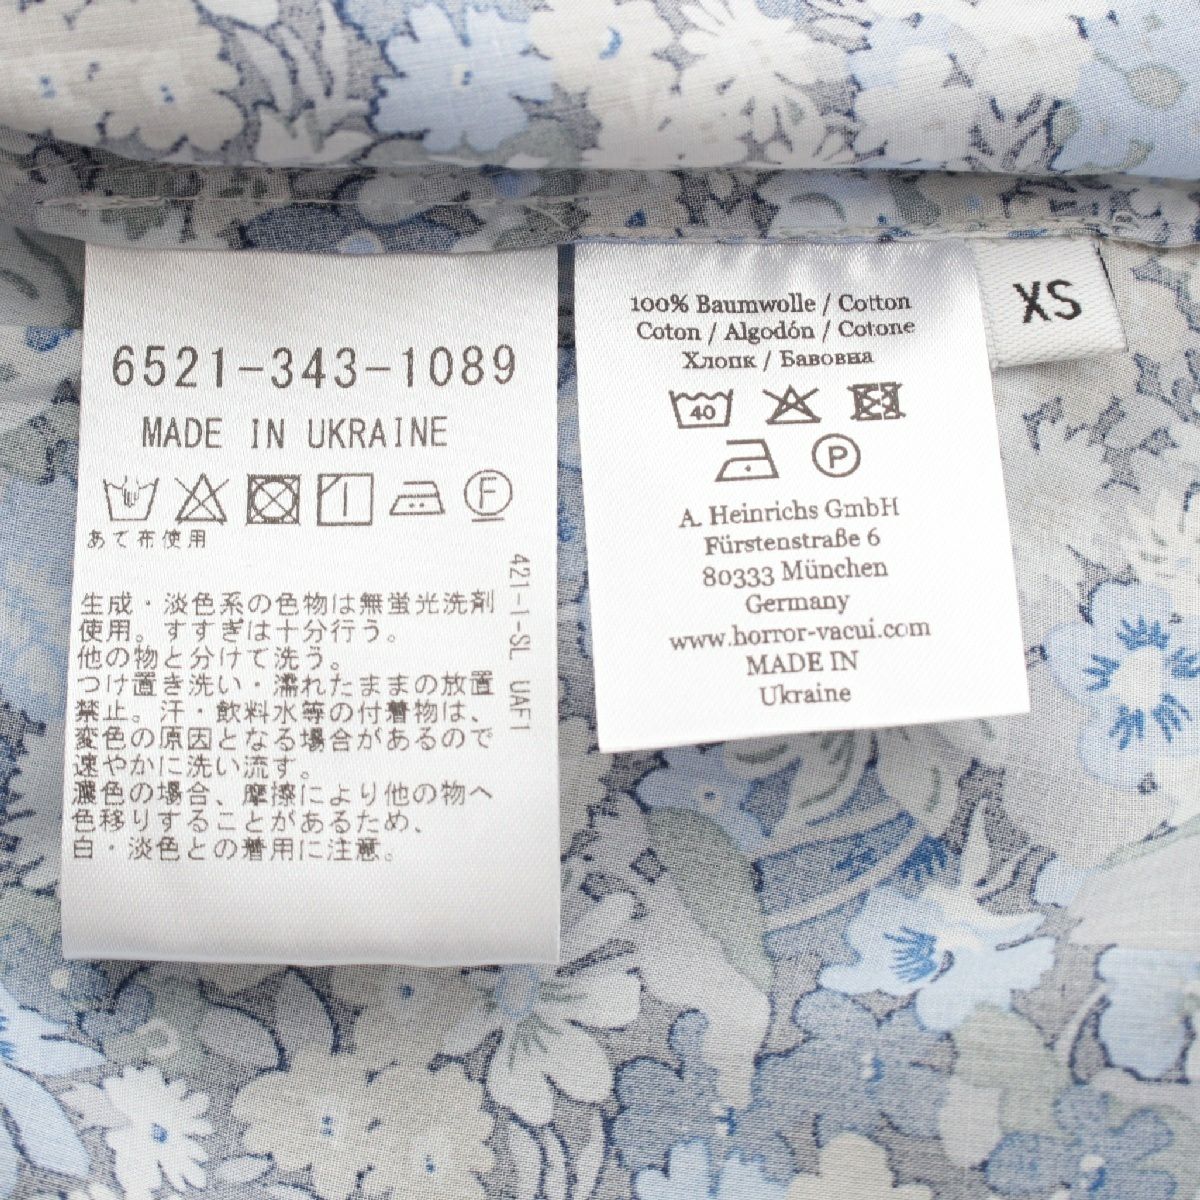 6521-343-1089
MADE IN UKRAINE
F
あて布使用
生成・淡色系の色物は無蛍光洗剤
使用。すすぎは十分行う。
他の物と分けて洗う。
つけ置き洗い・濡れたままの放置
禁止。汗・飲料水等の付着物は、
変色の原因となる場合があるので
速やかに洗い流す。
濃色の場合、摩擦により他の物へ
色移りすることがあるため、
白・淡色との着用に注意。
421-I-SL UAF1
100% Baumwolle / Cotton
Coton / Algodón / Cotone
Хлопк / Бавовна
40
P
A. Heinrichs GmbH
Fürstenstraße 6
80333 München
Germany
www.horror-vacui.com
MADE IN
Ukraine
XS